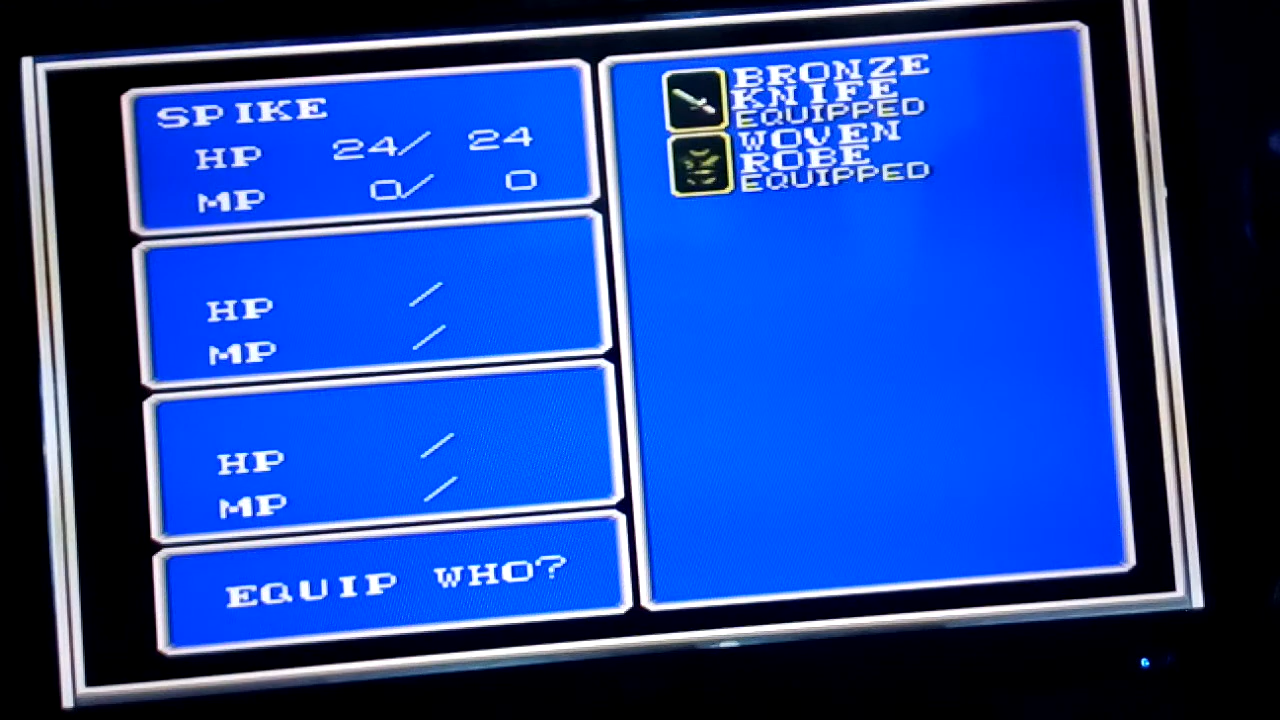 SPIKE
HP 24/ 24
MP 0/ 0
HP /
MP /
HP /
MP /
EQUIP WHO?
BRONZE
KNIFE
EQUIPPED
WOVEN
ROBE
EQUIPPED